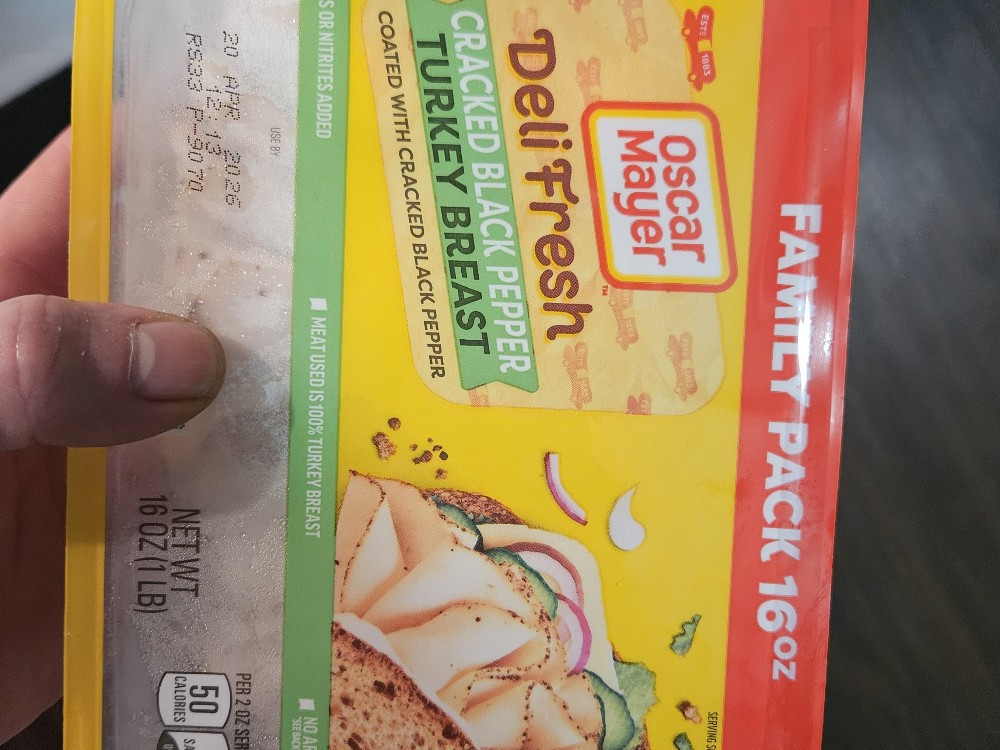 FAMILY PACK 16OZ
ESTD 1883
Oscar
Mayer™
Deli Fresh
CRACKED BLACK PEPPER
TURKEY BREAST
COATED WITH CRACKED BLACK PEPPER
S OR NITRITES ADDED
MEAT USED IS 100% TURKEY BREAST
NO
USE BY
20 APR 2026
12:13
RS33 P-9070
NET WT
16 OZ (1 LB)
PER 2 OZ SER
50
CALORIES